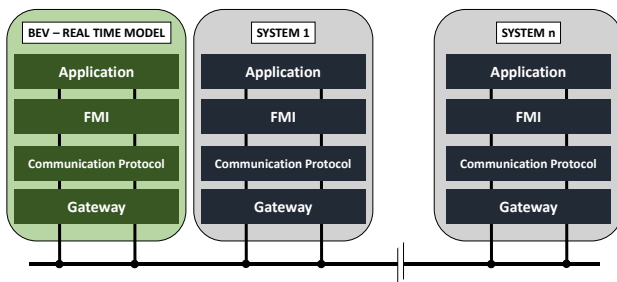 BEV – REAL TIME MODEL
Application
FMI
Communication Protocol
Gateway
SYSTEM 1
Application
FMI
Communication Protocol
Gateway
SYSTEM n
Application
FMI
Communication Protocol
Gateway